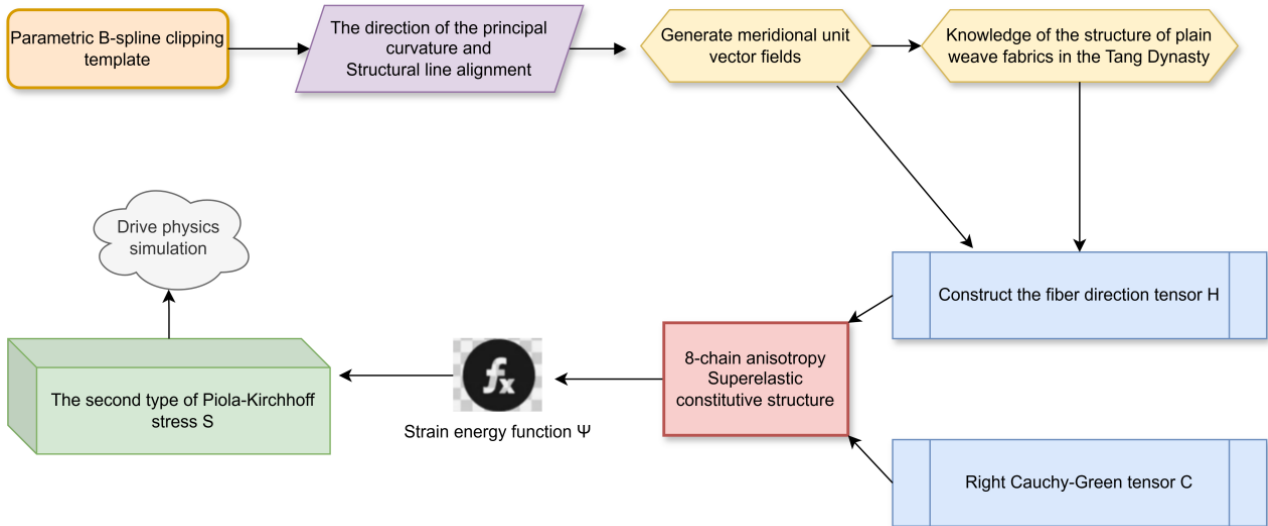 Parametric B-spline clipping
template
The direction of the principal
curvature and
Structural line alignment
Generate meridional unit
vector fields
Knowledge of the structure of plain
weave fabrics in the Tang Dynasty
Drive physics
simulation
Construct the fiber direction tensor H
8-chain anisotropy
Superelastic
constitutive structure
fx
Strain energy function Ψ
The second type of Piola-Kirchhoff
stress S
Right Cauchy-Green tensor C